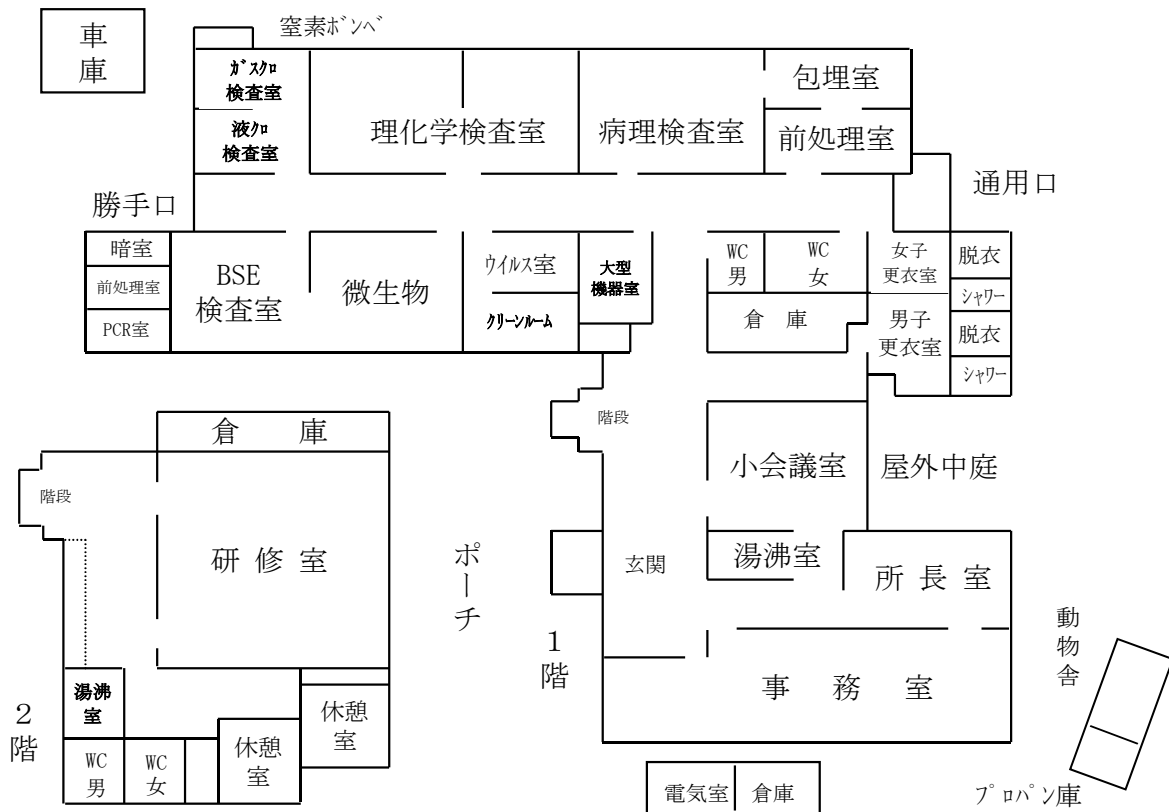 車
庫
窒素ﾎﾞﾝﾍﾞ
ｶﾞｽｸﾛ
検査室
液ｸﾛ
検査室
理化学検査室
病理検査室
包埋室
前処理室
勝手口
通用口
暗室
前処理室
PCR室
BSE
検査室
微生物
ｳｲﾙｽ室
ｸﾘｰﾝﾙｰﾑ
大型
機器室
WC
男
WC
女
倉 庫
女子
更衣室
男子
更衣室
脱衣
ｼｬﾜｰ
脱衣
ｼｬﾜｰ
階段
小会議室
屋外中庭
玄関
湯沸室
所長室
事務室
ポーチ
1階
倉庫
階段
研修室
湯沸
室
WC
男
WC
女
休憩
室
休憩
室
2階
電気室
倉庫
動物舎
ﾌﾟﾛﾊﾟﾝ庫